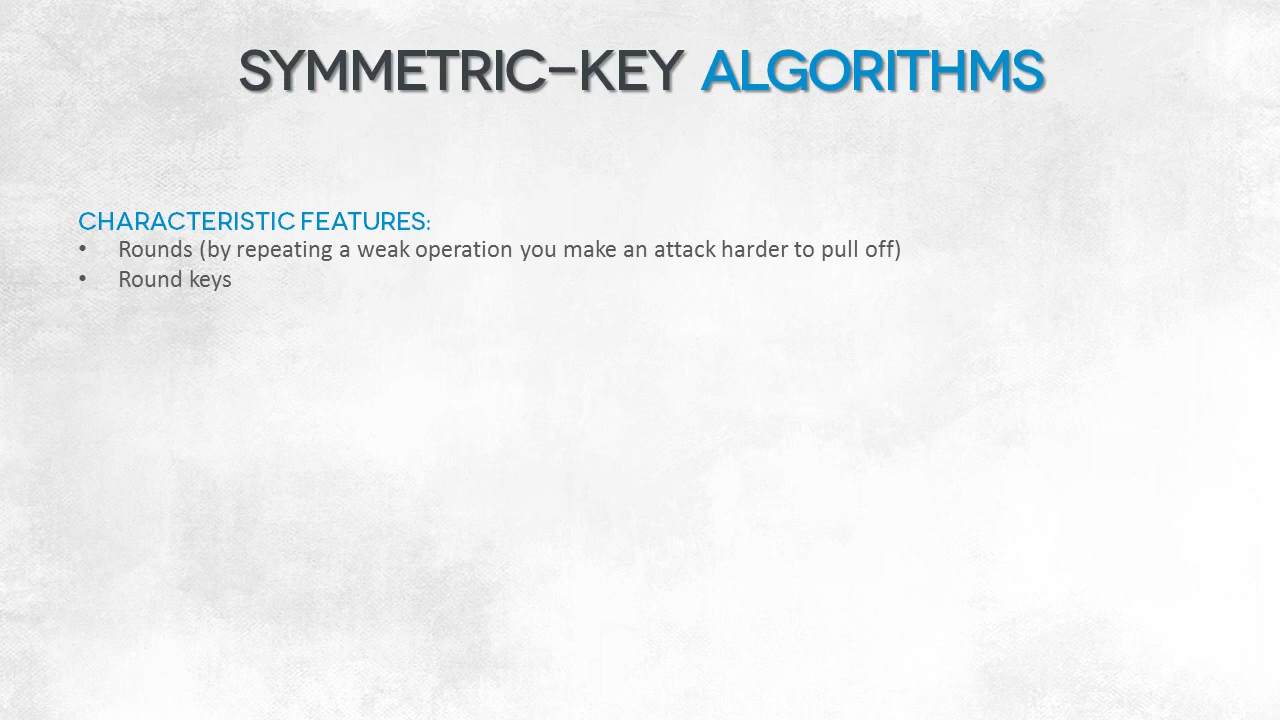 SYMMETRIC-KEY ALGORITHMS
CHARACTERISTIC FEATURES:
• Rounds (by repeating a weak operation you make an attack harder to pull off)
• Round keys